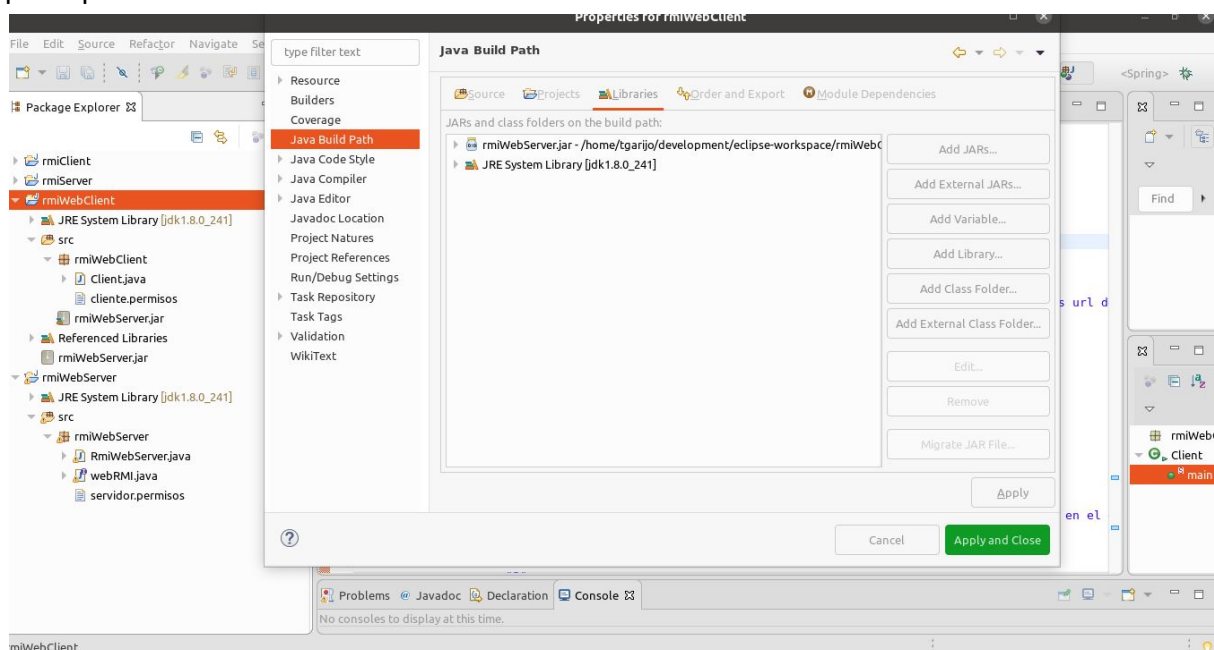 Properties for rmiWebClient
File Edit Source Refactor Navigate Se
<Spring>
Package Explorer
rmiClient
rmiServer
rmiWebClient
JRE System Library [jdk1.8.0_241]
src
rmiWebClient
Client.java
cliente.permisos
rmiWebServer.jar
Referenced Libraries
rmiWebServer.jar
rmiWebServer
JRE System Library [jdk1.8.0_241]
src
rmiWebServer
RmiWebServer.java
webRMI.java
servidor.permisos
type filter text
Resource
Builders
Coverage
Java Build Path
Java Code Style
Java Compiler
Java Editor
Javadoc Location
Project Natures
Project References
Run/Debug Settings
Task Repository
Task Tags
Validation
WikiText
Java Build Path
Source Projects Libraries Order and Export Module Dependencies
JARs and class folders on the build path:
rmiWebServer.jar - /home/tgarijo/development/eclipse-workspace/rmiWebC
JRE System Library [jdk1.8.0_241]
Add JARs...
Add External JARs...
Add Variable...
Add Library...
Add Class Folder...
Add External Class Folder...
Edit...
Remove
Migrate JAR File...
Apply
Cancel Apply and Close
s url d
en el
Find
rmiWeb
Client
main
Problems @ Javadoc Declaration Console
No consoles to display at this time.
rmiWebClient